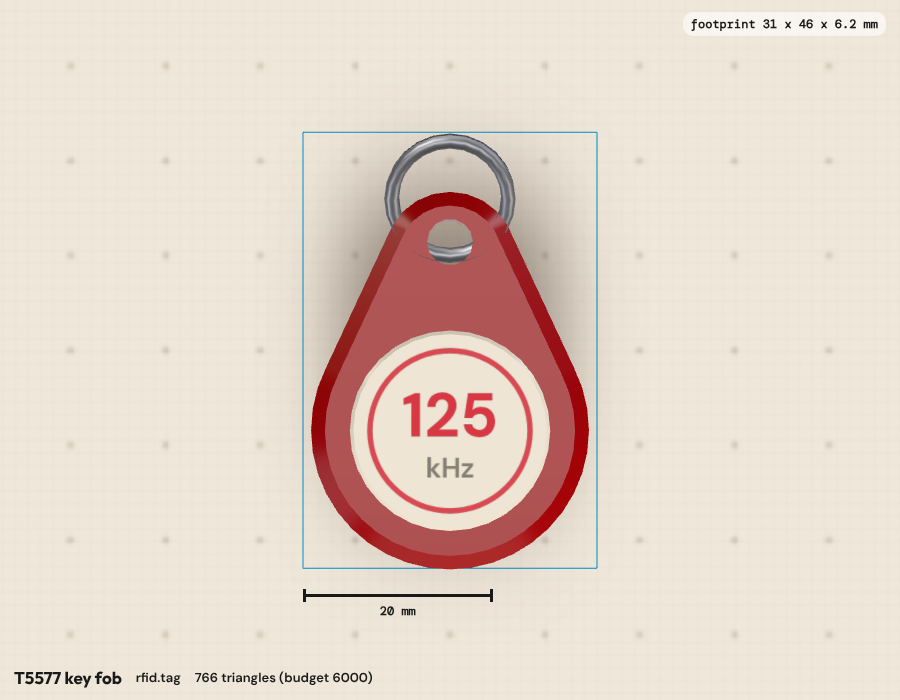 footprint 31 x 46 x 6.2 mm
125
kHz
20 mm
T5577 key fob rfid.tag 766 triangles (budget 6000)